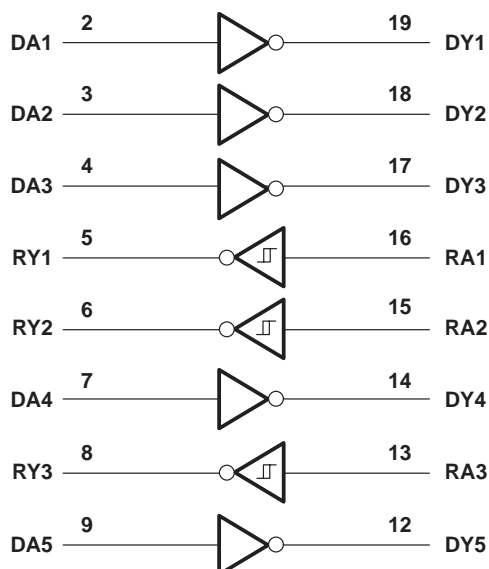 DA1 2 19 DY1
DA2 3 18 DY2
DA3 4 17 DY3
RY1 5 16 RA1
RY2 6 15 RA2
DA4 7 14 DY4
RY3 8 13 RA3
DA5 9 12 DY5